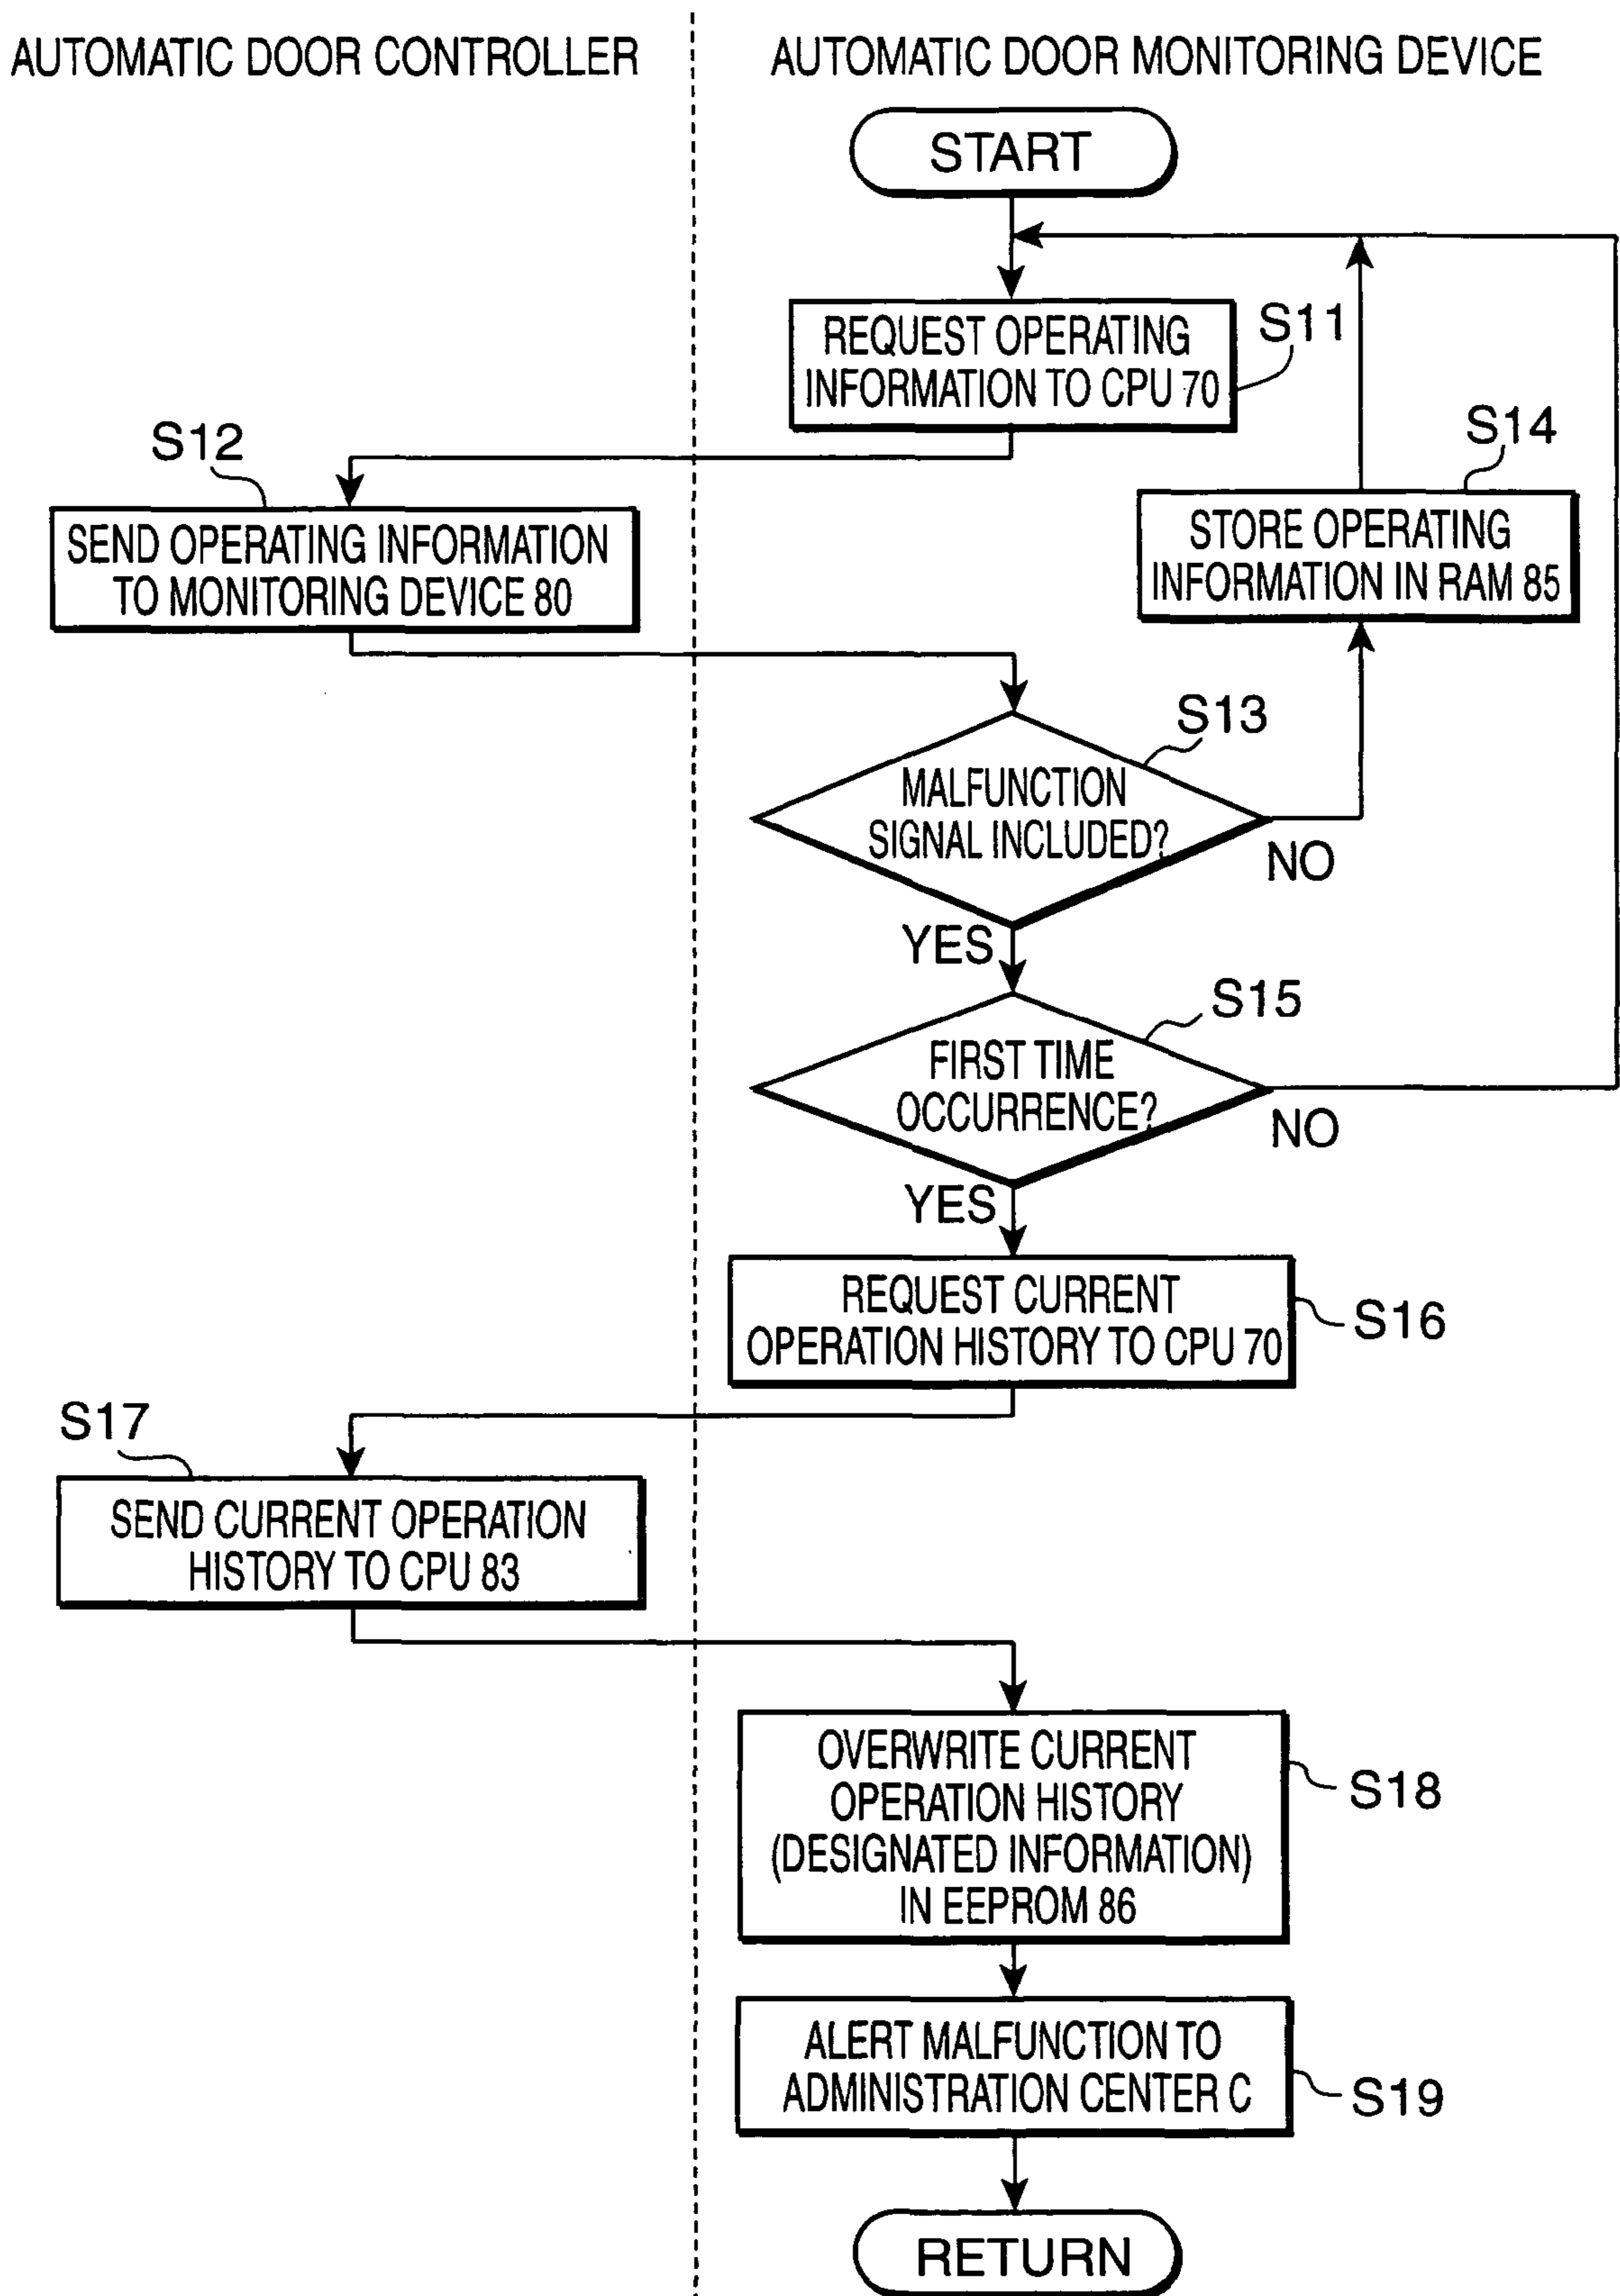 AUTOMATIC DOOR CONTROLLER
AUTOMATIC DOOR MONITORING DEVICE
START
REQUEST OPERATING
INFORMATION TO CPU 70
S11
S12
SEND OPERATING INFORMATION
TO MONITORING DEVICE 80
S14
STORE OPERATING
INFORMATION IN RAM 85
S13
MALFUNCTION
SIGNAL INCLUDED?
NO
YES
S15
FIRST TIME
OCCURRENCE?
NO
YES
REQUEST CURRENT
OPERATION HISTORY TO CPU 70
S16
S17
SEND CURRENT OPERATION
HISTORY TO CPU 83
OVERWRITE CURRENT
OPERATION HISTORY
(DESIGNATED INFORMATION)
IN EEPROM 86
S18
ALERT MALFUNCTION TO
ADMINISTRATION CENTER C
S19
RETURN